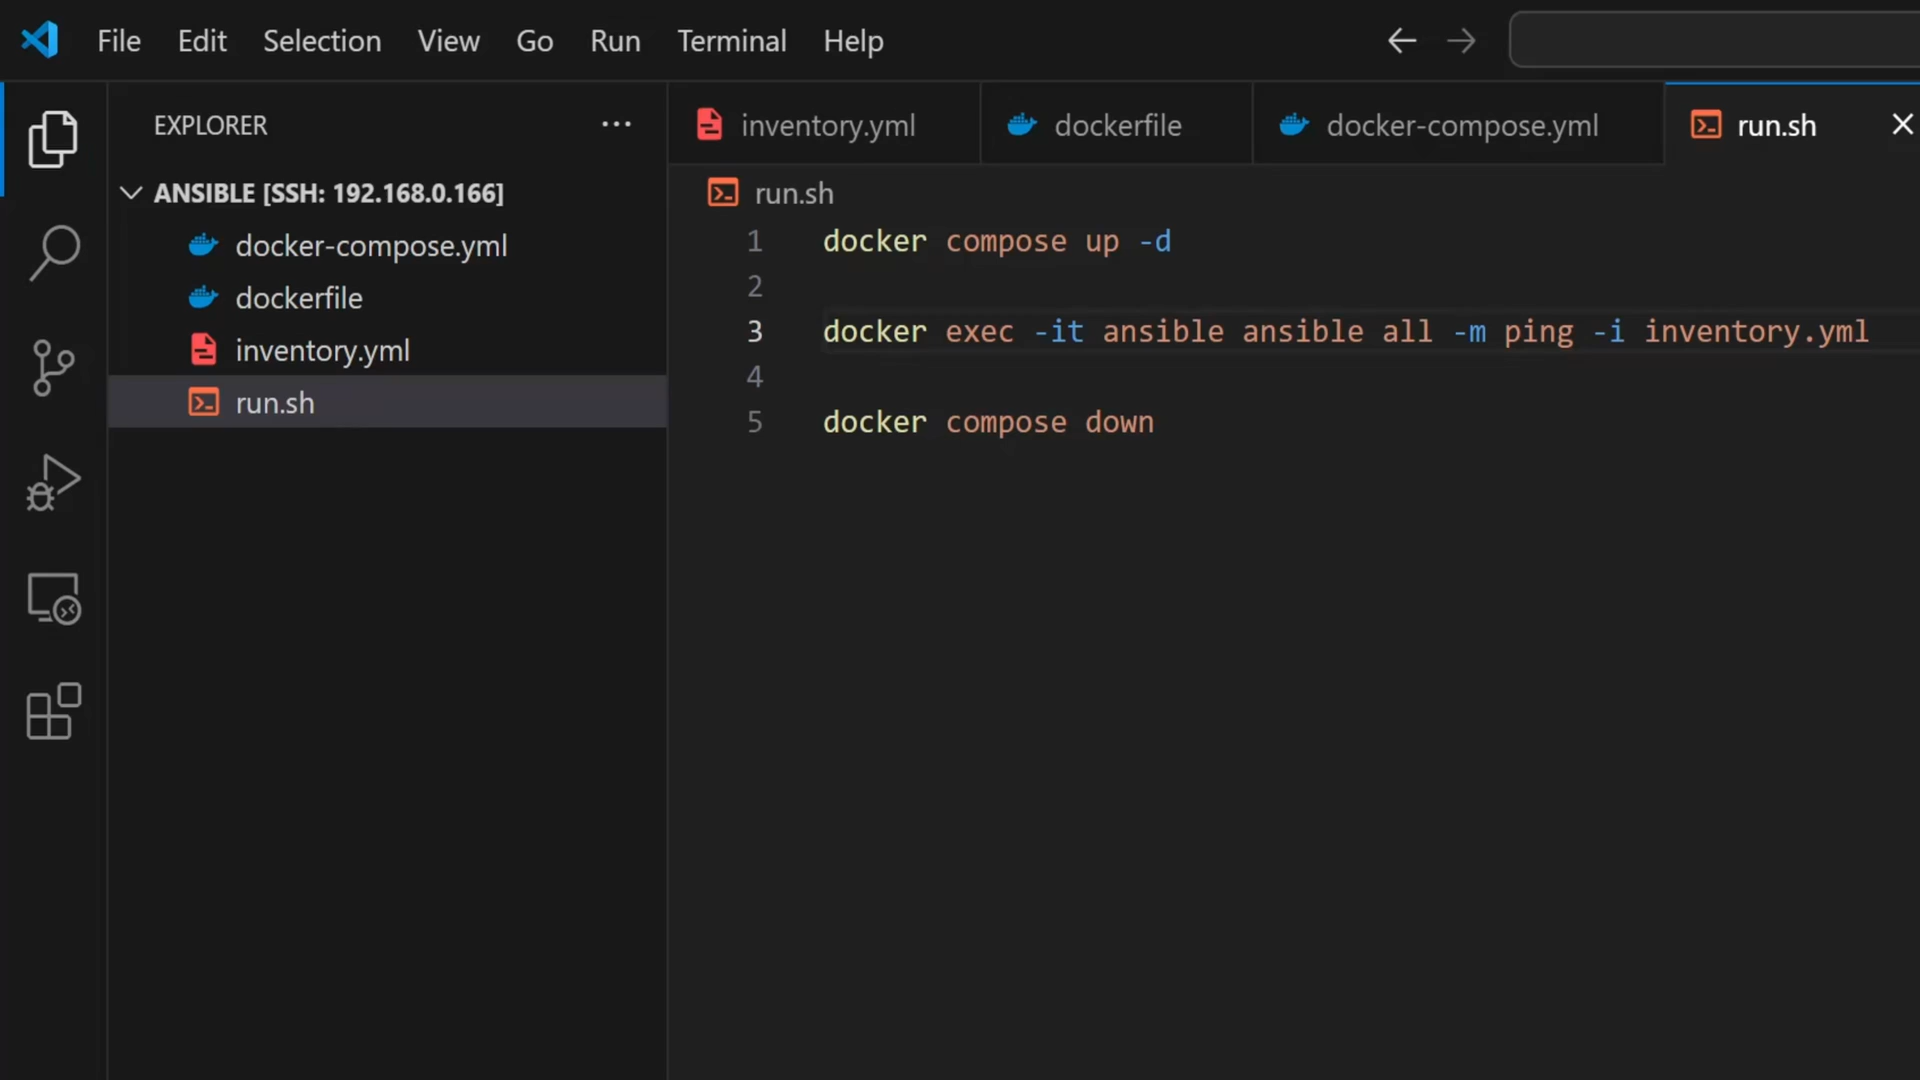 File Edit Selection View Go Run Terminal Help
EXPLORER
ANSIBLE [SSH: 192.168.0.166]
docker-compose.yml
dockerfile
inventory.yml
run.sh
inventory.yml dockerfile docker-compose.yml run.sh
run.sh
1 docker compose up -d
2
3 docker exec -it ansible ansible all -m ping -i inventory.yml
4
5 docker compose down